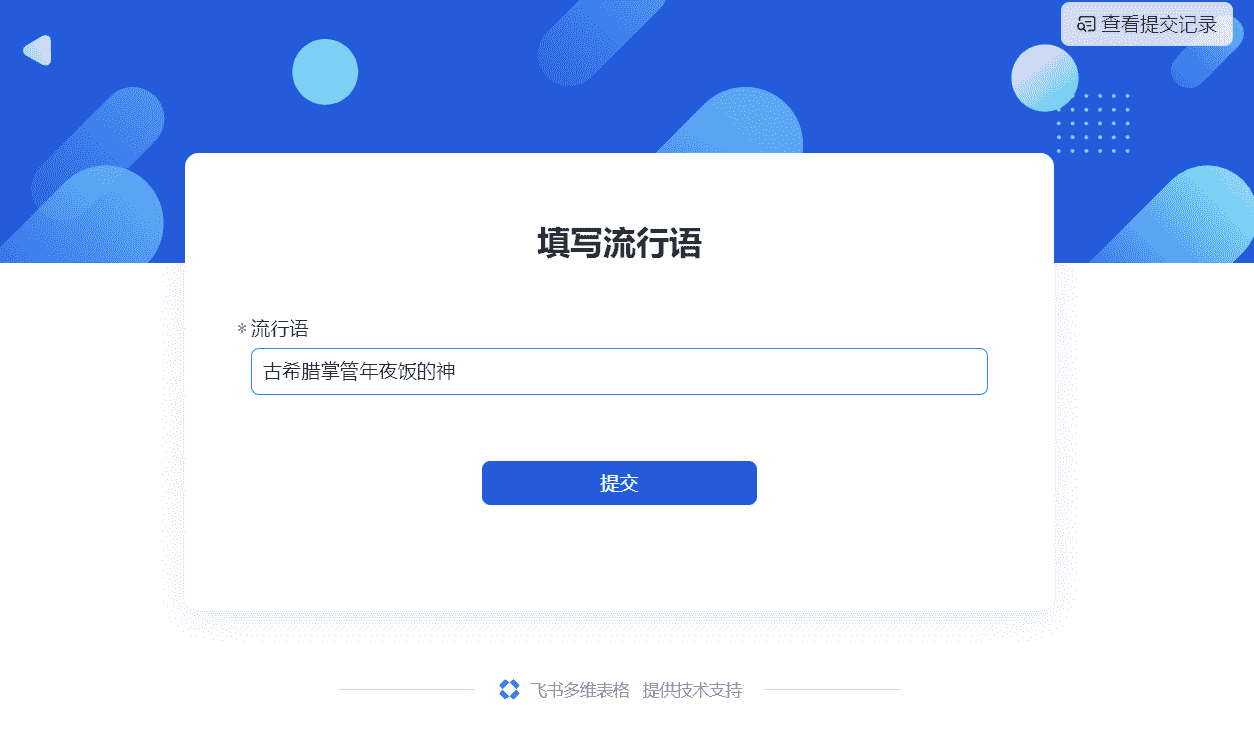 查看提交记录
填写流行语
* 流行语
古希腊掌管年夜饭的神
提交
飞书多维表格 提供技术支持